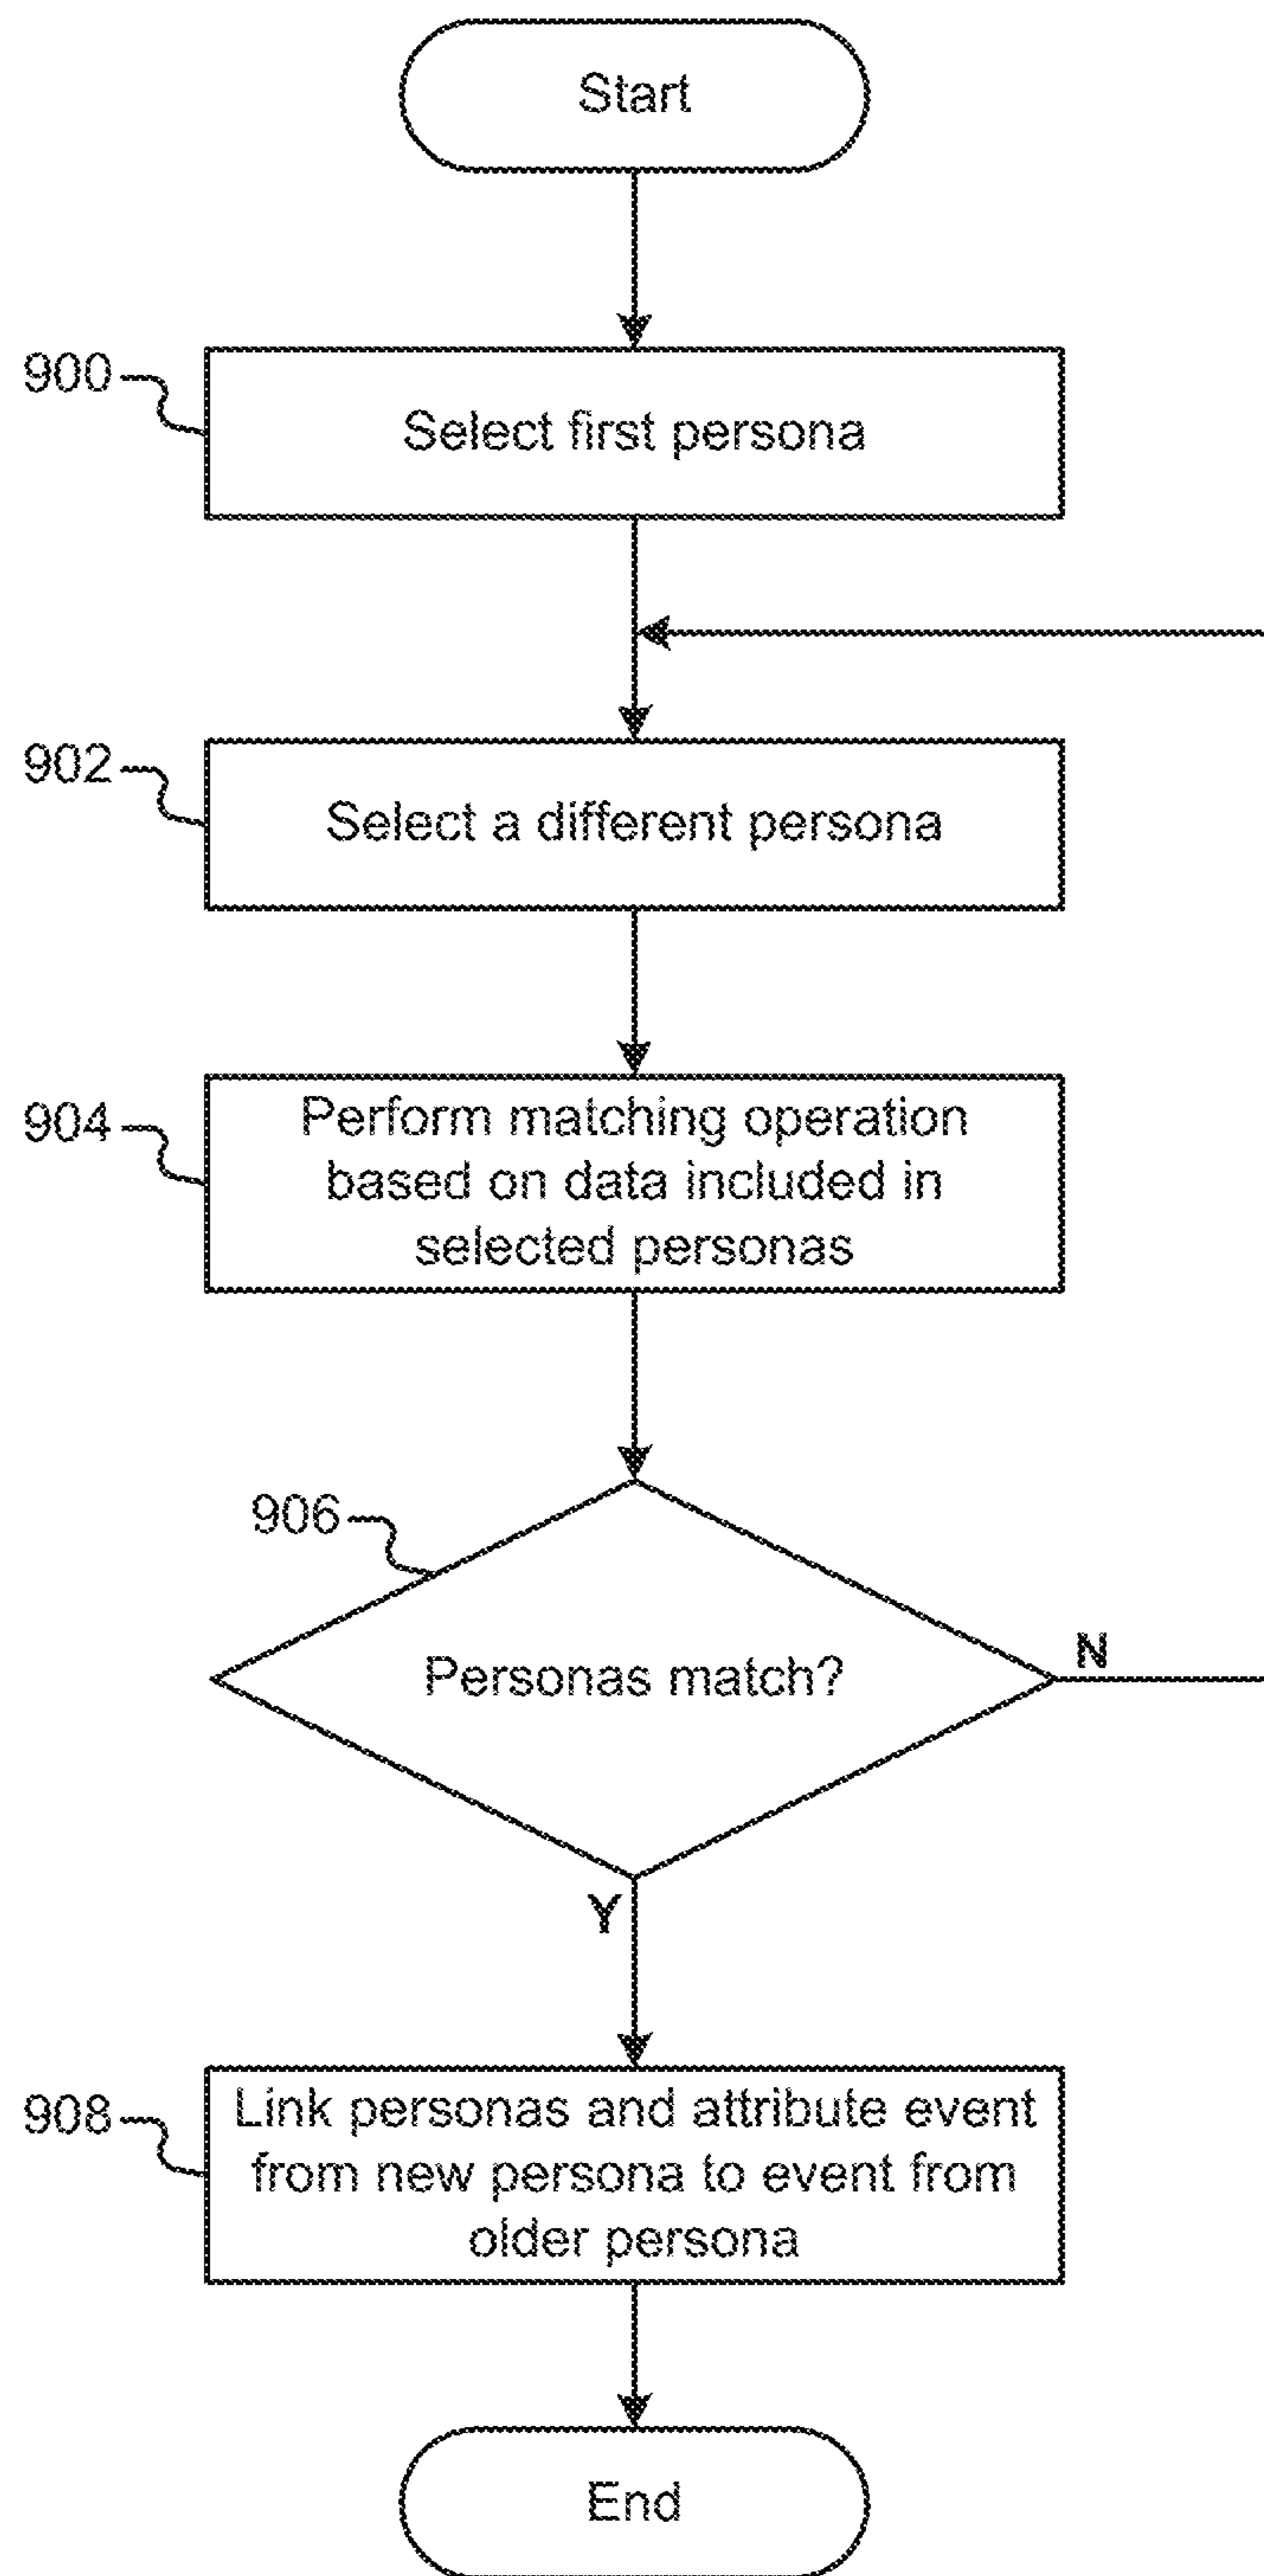 Start
900
Select first persona
902
Select a different persona
904
Perform matching operation
based on data included in
selected personas
906
Personas match?
N
Y
908
Link personas and attribute event
from new persona to event from
older persona
End